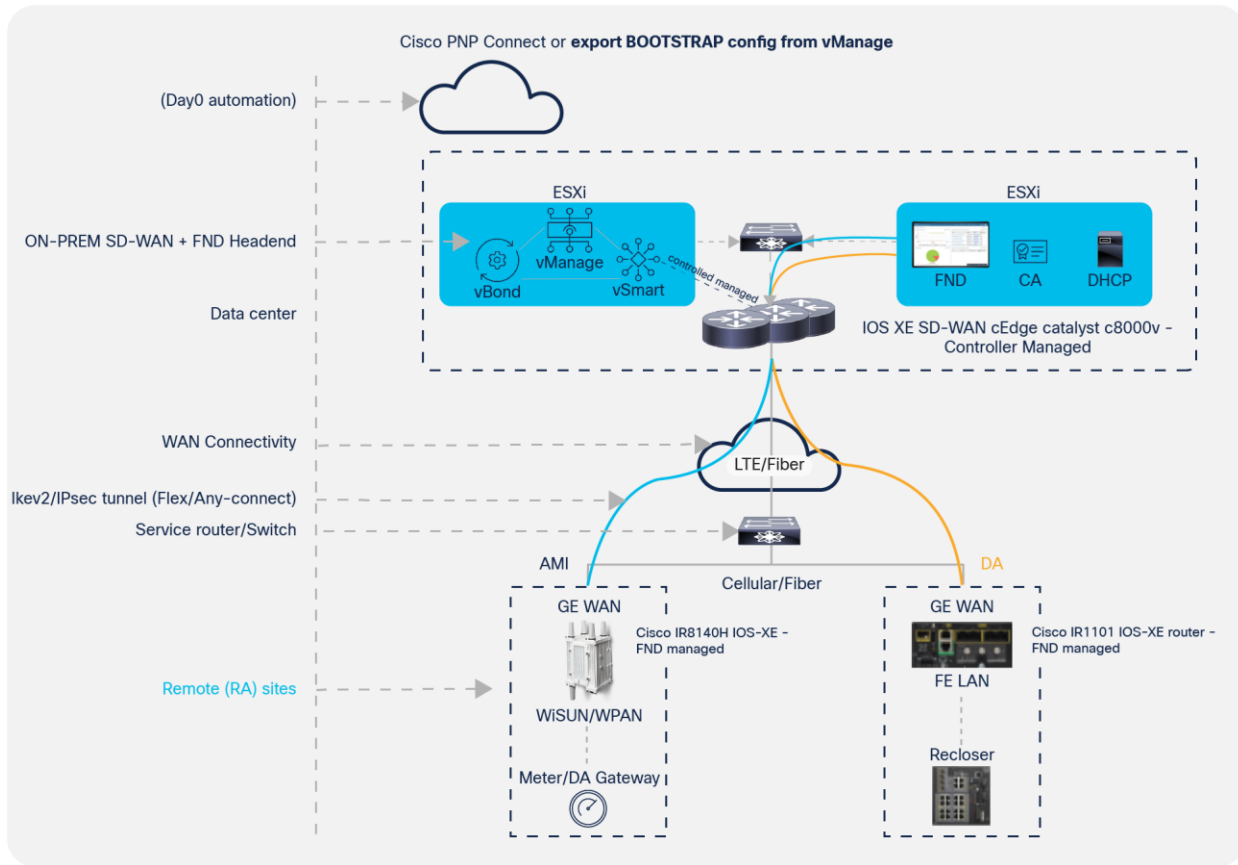 Cisco PNP Connect or export BOOTSTRAP config from vManage
(Day0 automation)
ESXi
ESXi
ON-PREM SD-WAN + FND Headend
vBond
vManage
vSmart
controlled managed
FND
CA
DHCP
Data center
IOS XE SD-WAN cEdge catalyst c8000v -
Controller Managed
WAN Connectivity
LTE/Fiber
Ikev2/IPsec tunnel (Flex/Any-connect)
Service router/Switch
AMI
DA
Cellular/Fiber
GE WAN
Cisco IR8140H IOS-XE -
FND managed
WiSUN/WPAN
Meter/DA Gateway
GE WAN
Cisco IR1101 IOS-XE router -
FND managed
FE LAN
Recloser
Remote (RA) sites